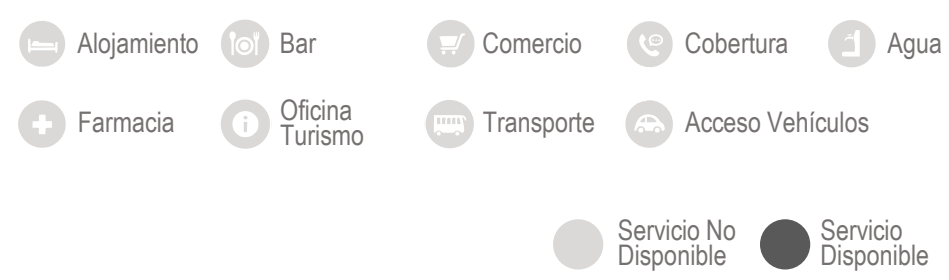 Alojamiento Bar Comercio Cobertura Agua
Farmacia Oficina Turismo Transporte Acceso Vehículos
Servicio No Disponible Servicio Disponible